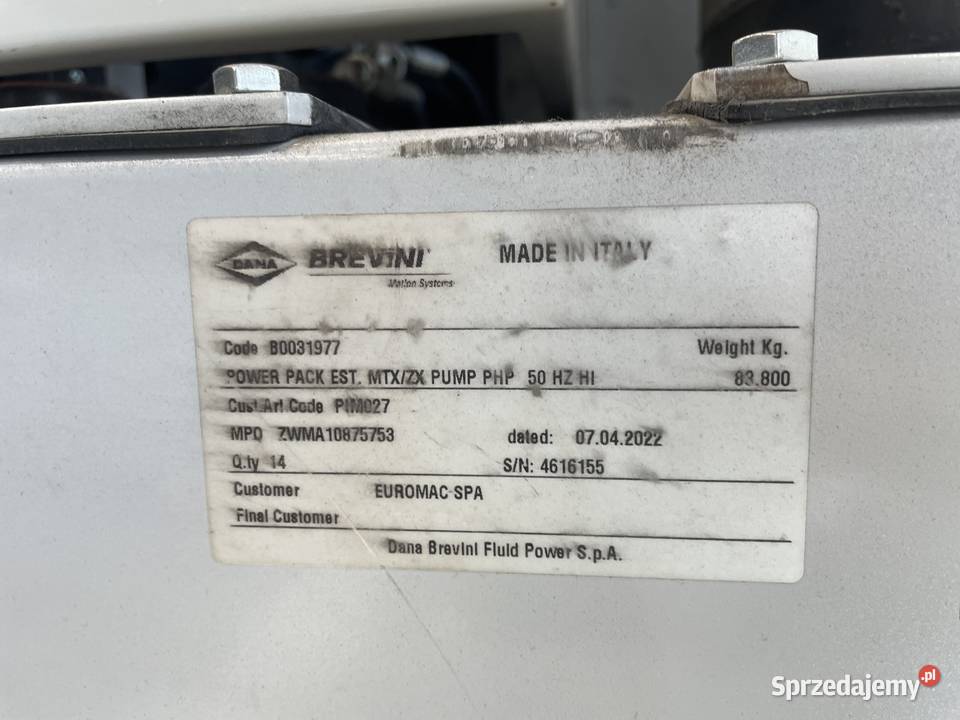 DANA BREVINI MADE IN ITALY
Motion Systems
Code B0031977 Weight Kg.
POWER PACK EST. MTX/ZX PUMP PHP 50 HZ HI 83.800
Cust.Art Code PIM027
MPO ZWMA10875753 dated: 07.04.2022
Q.ty 14 S/N: 4616155
Customer EUROMAC SPA
Final Customer
Dana Brevini Fluid Power S.p.A.
Sprzedajemy.pl